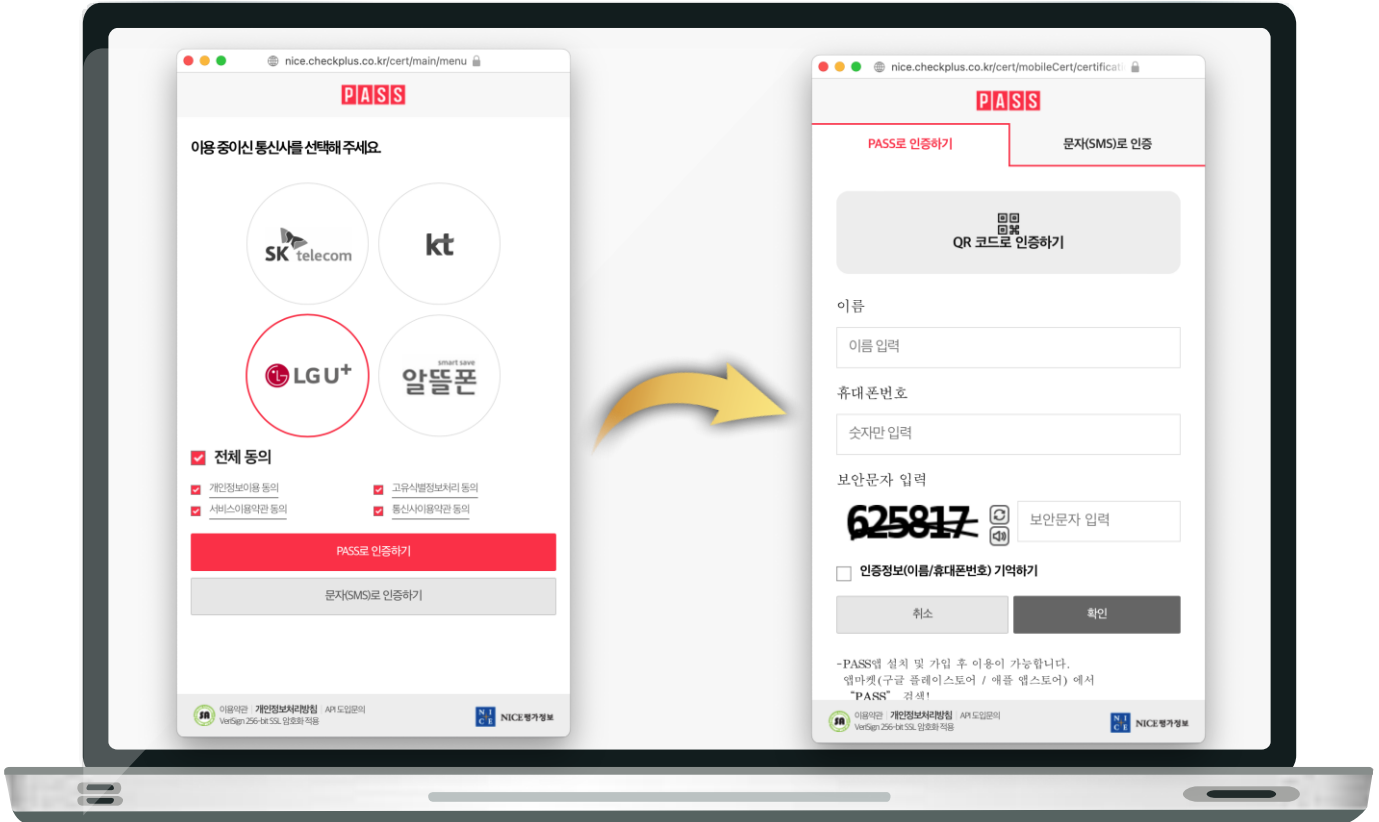 nice.checkplus.co.kr/cert/main/menu
PASS
이용 중이신 통신사를 선택해 주세요.
SK telecom
kt
LG U+
smart save
알뜰폰
전체 동의
개인정보이용 동의
고유식별정보처리 동의
서비스이용약관 동의
통신사이용약관 동의
PASS로 인증하기
문자(SMS)로 인증하기
이용약관 | 개인정보처리방침 | API 도입문의
VeriSign 256-bit SSL 암호화 적용
NICE
NICE평가정보
nice.checkplus.co.kr/cert/mobileCert/certificati
PASS
PASS로 인증하기
문자(SMS)로 인증
QR 코드로 인증하기
이름
이름 입력
휴대폰번호
숫자만 입력
보안문자 입력
625817
보안문자 입력
인증정보(이름/휴대폰번호) 기억하기
취소
확인
-PASS앱 설치 및 가입 후 이용이 가능합니다.
앱마켓(구글 플레이스토어 / 애플 앱스토어) 에서
“PASS” 검색!
이용약관 | 개인정보처리방침 | API 도입문의
VeriSign 256-bit SSL 암호화 적용
NICE
NICE평가정보